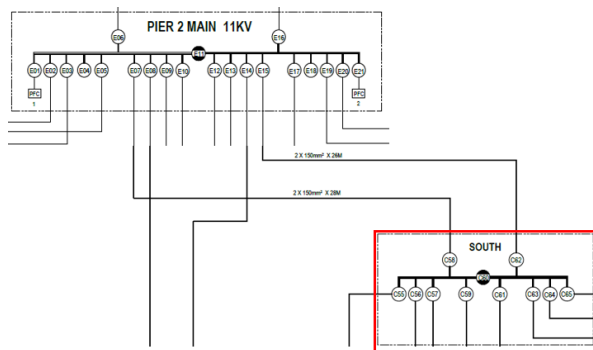 E06 PIER 2 MAIN 11KV E16
E11
E01 E02 E03 E04 E05 E07 E08 E09 E10 E12 E13 E14 E15 E17 E18 E19 E20 E21
PFC PFC
1 2
2 X 150mm² X 26M
2 X 150mm² X 28M
SOUTH
C58 C62
C60
C55 C56 C57 C59 C61 C63 C64 C65